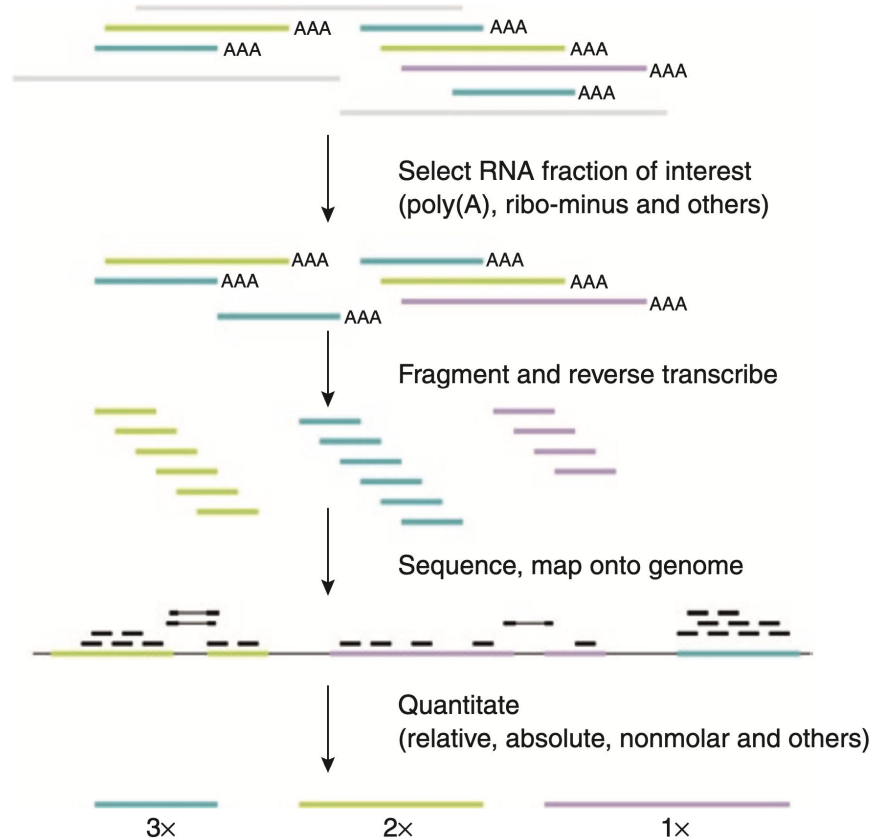 AAA AAA
AAA AAA
AAA
AAA
Select RNA fraction of interest
(poly(A), ribo-minus and others)
AAA AAA
AAA AAA
AAA
AAA
Fragment and reverse transcribe
Sequence, map onto genome
Quantitate
(relative, absolute, nonmolar and others)
3× 2× 1×